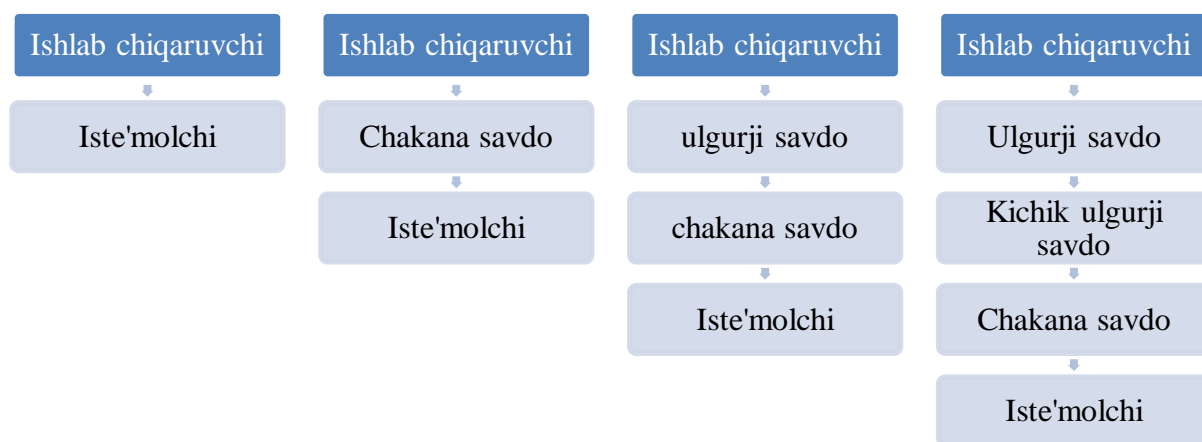 Ishlab chiqaruvchi
Iste'molchi
Ishlab chiqaruvchi
Chakana savdo
Iste'molchi
Ishlab chiqaruvchi
ulgurji savdo
chakana savdo
Iste'molchi
Ishlab chiqaruvchi
Ulgurji savdo
Kichik ulgurji
savdo
Chakana savdo
Iste'molchi